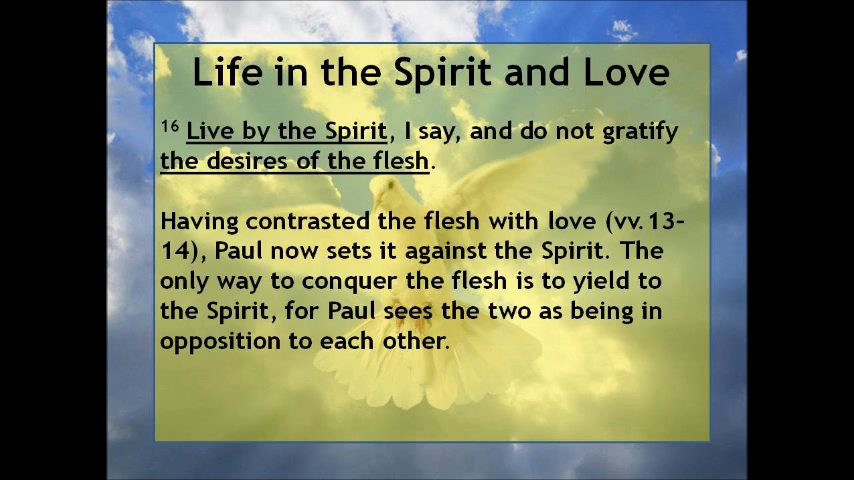 Life in the Spirit and Love
16 Live by the Spirit, I say, and do not gratify
the desires of the flesh.
Having contrasted the flesh with love (vv.13-
14), Paul now sets it against the Spirit. The
only way to conquer the flesh is to yield to
the Spirit, for Paul sees the two as being in
opposition to each other.